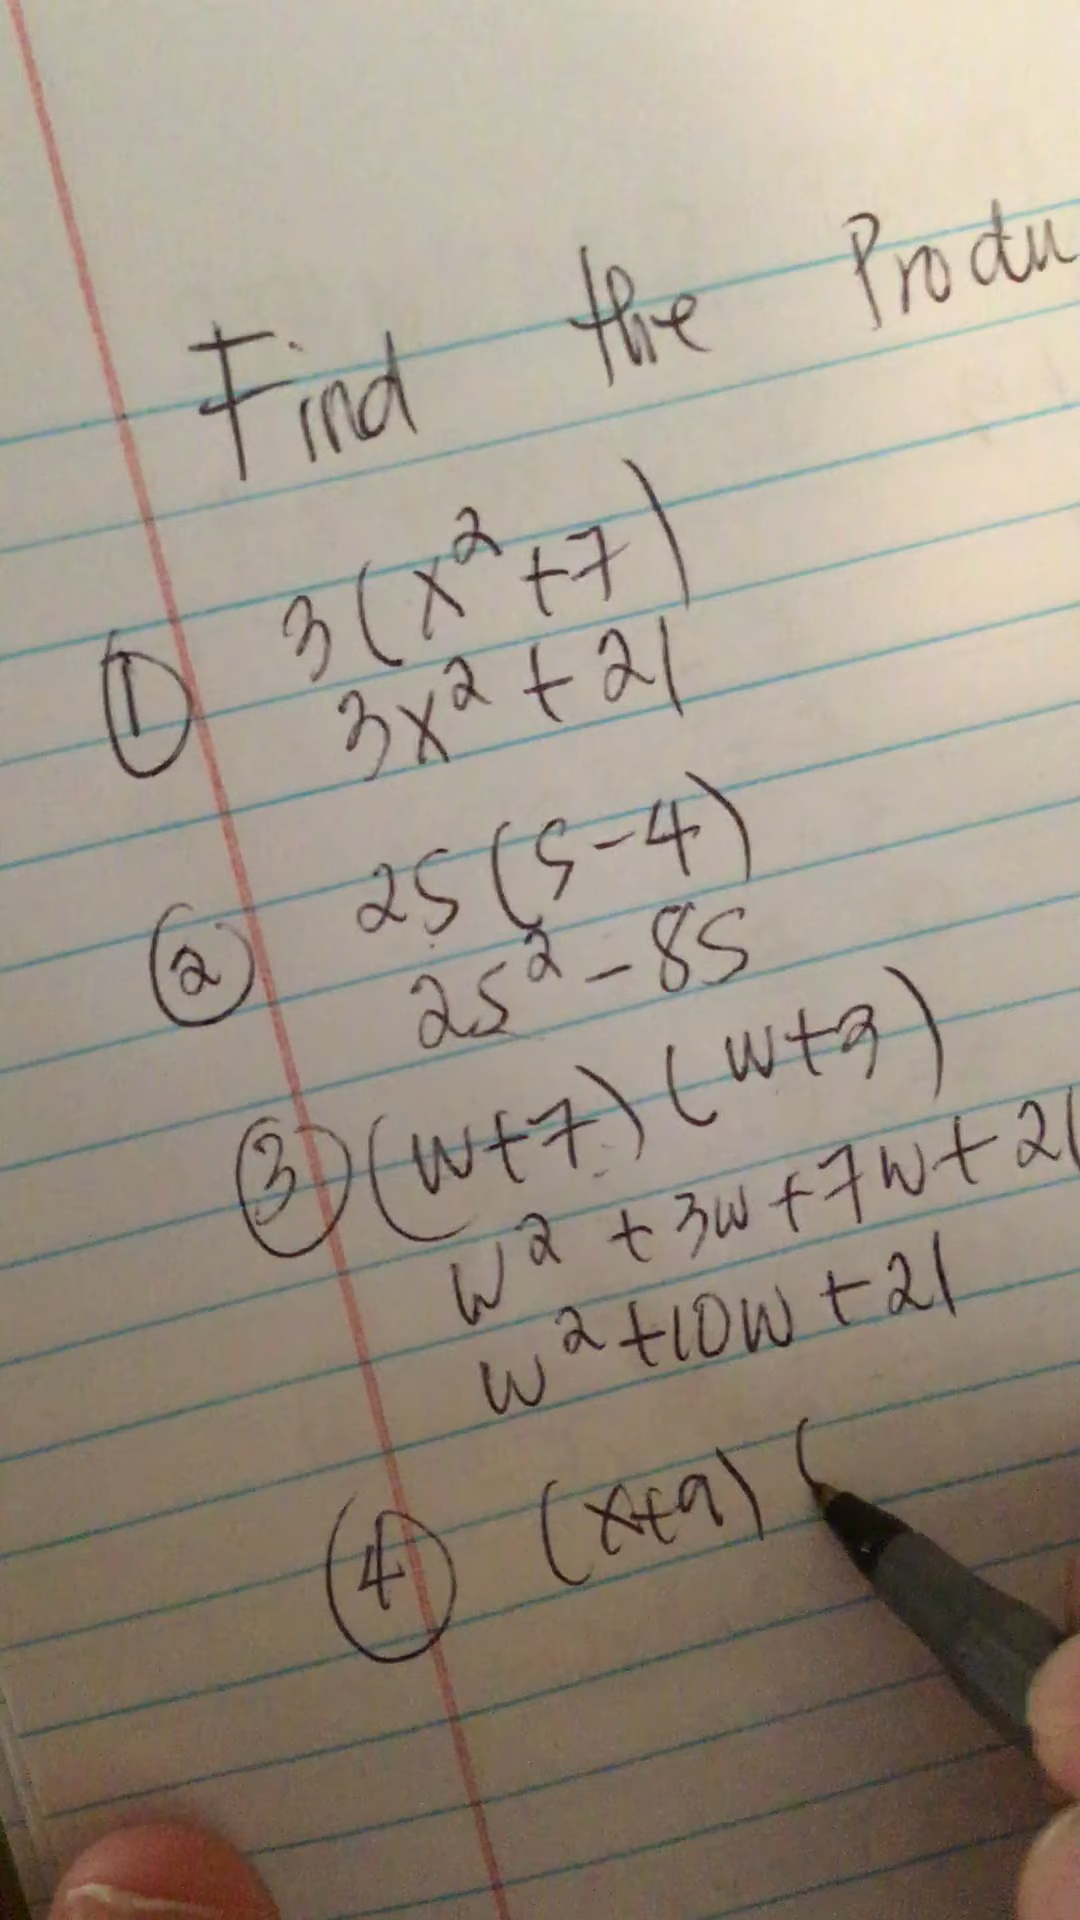 Find the Produ
① 3(x²+7)
3x² + 21
② 2s(s-4)
2s² - 8s
③ (w+7)(w+3)
w² + 3w + 7w + 21
w² + 10w + 21
④ (x+9)(